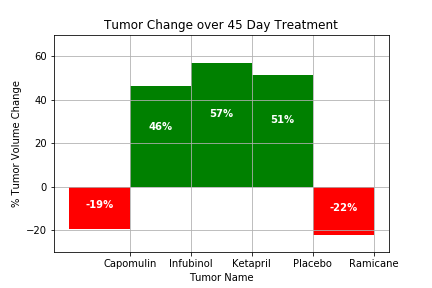 Tumor Change over 45 Day Treatment
% Tumor Volume Change
60
40
20
0
−20
-19%
46%
57%
51%
-22%
Capomulin
Infubinol
Ketapril
Placebo
Ramicane
Tumor Name